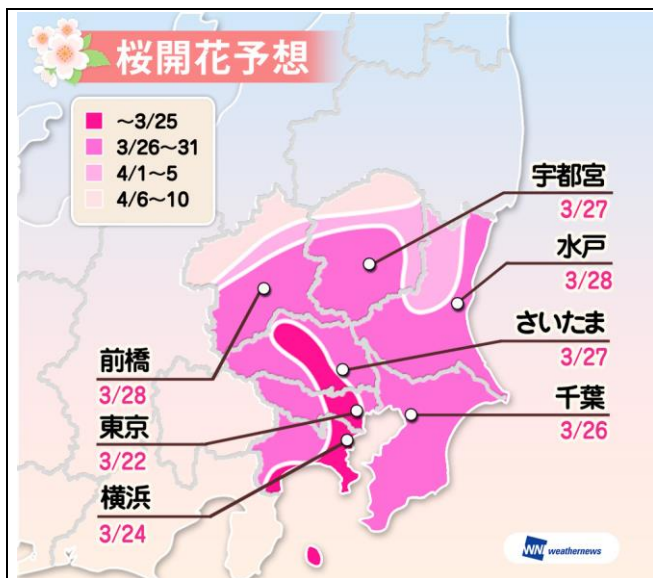 桜開花予想
～3/25
3/26～31
4/1～5
4/6～10
宇都宮
3/27
水戸
3/28
さいたま
3/27
千葉
3/26
前橋
3/28
東京
3/22
横浜
3/24
WNI weathernews